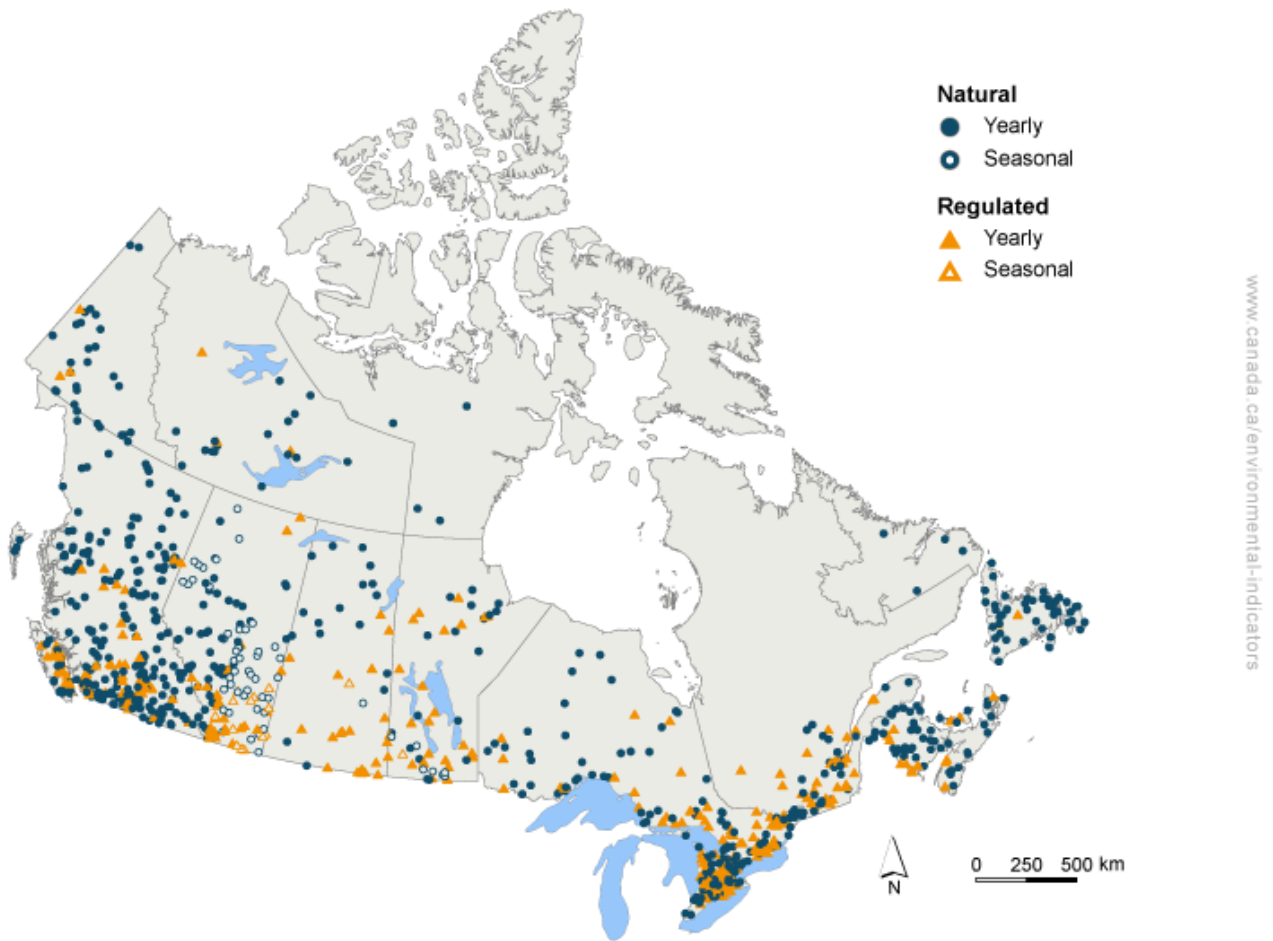 Natural
Yearly
Seasonal
Regulated
Yearly
Seasonal
www.canada.ca/environmental-indicators
N
0 250 500 km